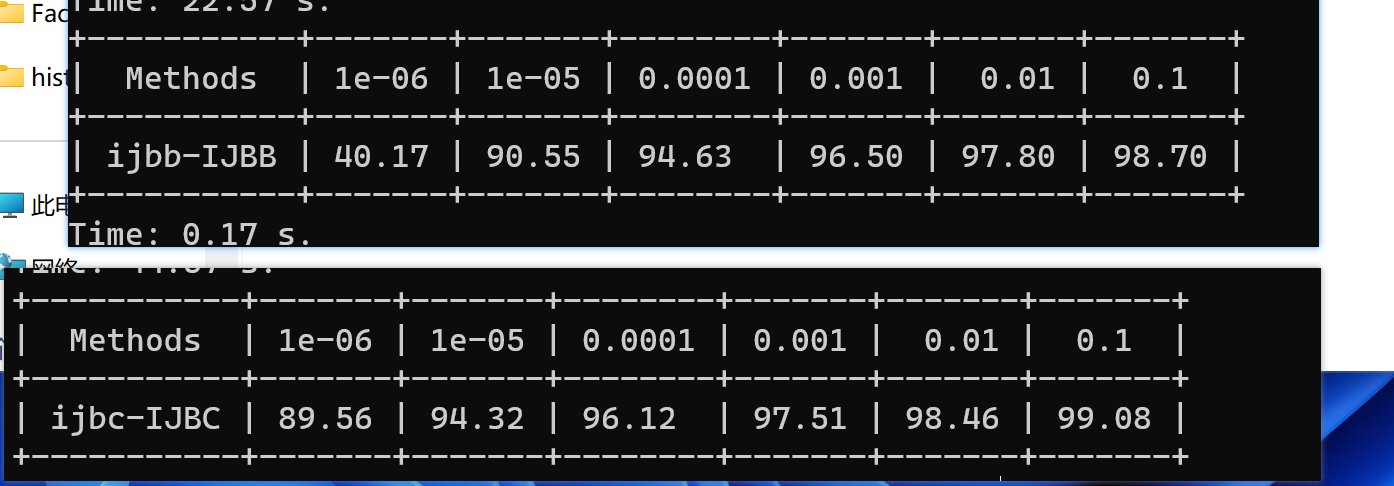 Fac
Time: 22.57 s.
+-----------+-------+-------+--------+-------+-------+-------+
hist
|  Methods  | 1e-06 | 1e-05 | 0.0001 | 0.001 |  0.01 |  0.1  |
+-----------+-------+-------+--------+-------+-------+-------+
| ijbb-IJBB | 40.17 | 90.55 | 94.63  | 96.50 | 97.80 | 98.70 |
+-----------+-------+-------+--------+-------+-------+-------+
此电
Time: 0.17 s.
网络
+-----------+-------+-------+--------+-------+-------+-------+
|  Methods  | 1e-06 | 1e-05 | 0.0001 | 0.001 |  0.01 |  0.1  |
+-----------+-------+-------+--------+-------+-------+-------+
| ijbc-IJBC | 89.56 | 94.32 | 96.12  | 97.51 | 98.46 | 99.08 |
+-----------+-------+-------+--------+-------+-------+-------+